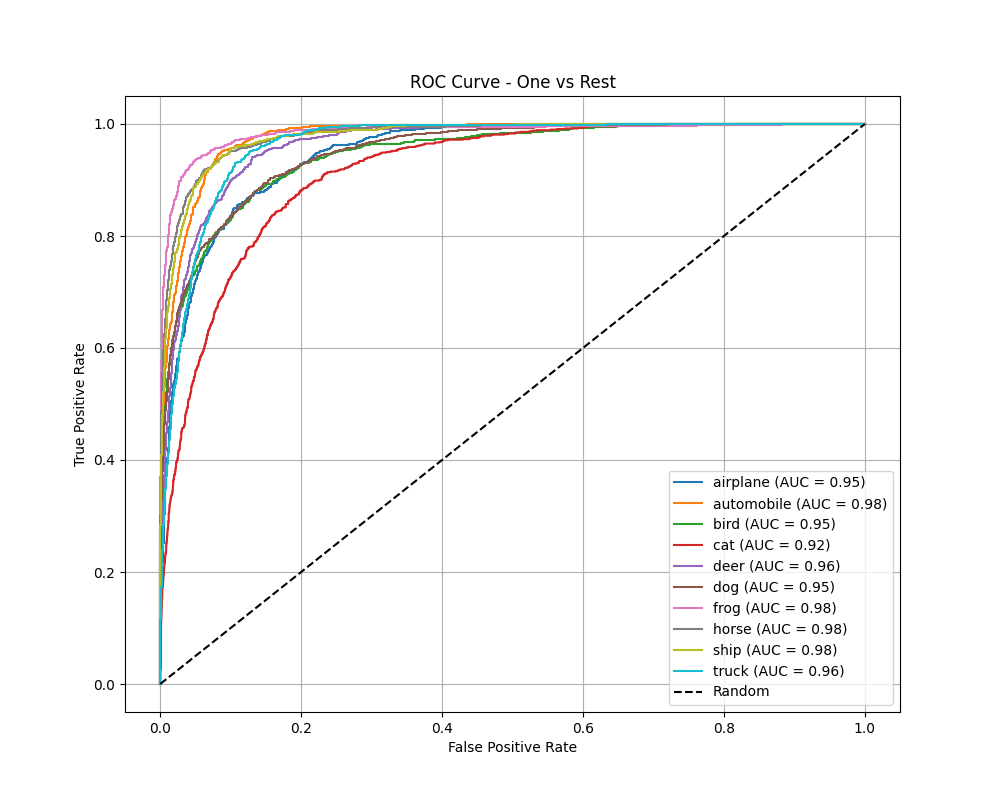 ROC Curve - One vs Rest
True Positive Rate
1.0
0.8
0.6
0.4
0.2
0.0
airplane (AUC = 0.95)
automobile (AUC = 0.98)
bird (AUC = 0.95)
cat (AUC = 0.92)
deer (AUC = 0.96)
dog (AUC = 0.95)
frog (AUC = 0.98)
horse (AUC = 0.98)
ship (AUC = 0.98)
truck (AUC = 0.96)
Random
0.0 0.2 0.4 0.6 0.8 1.0
False Positive Rate